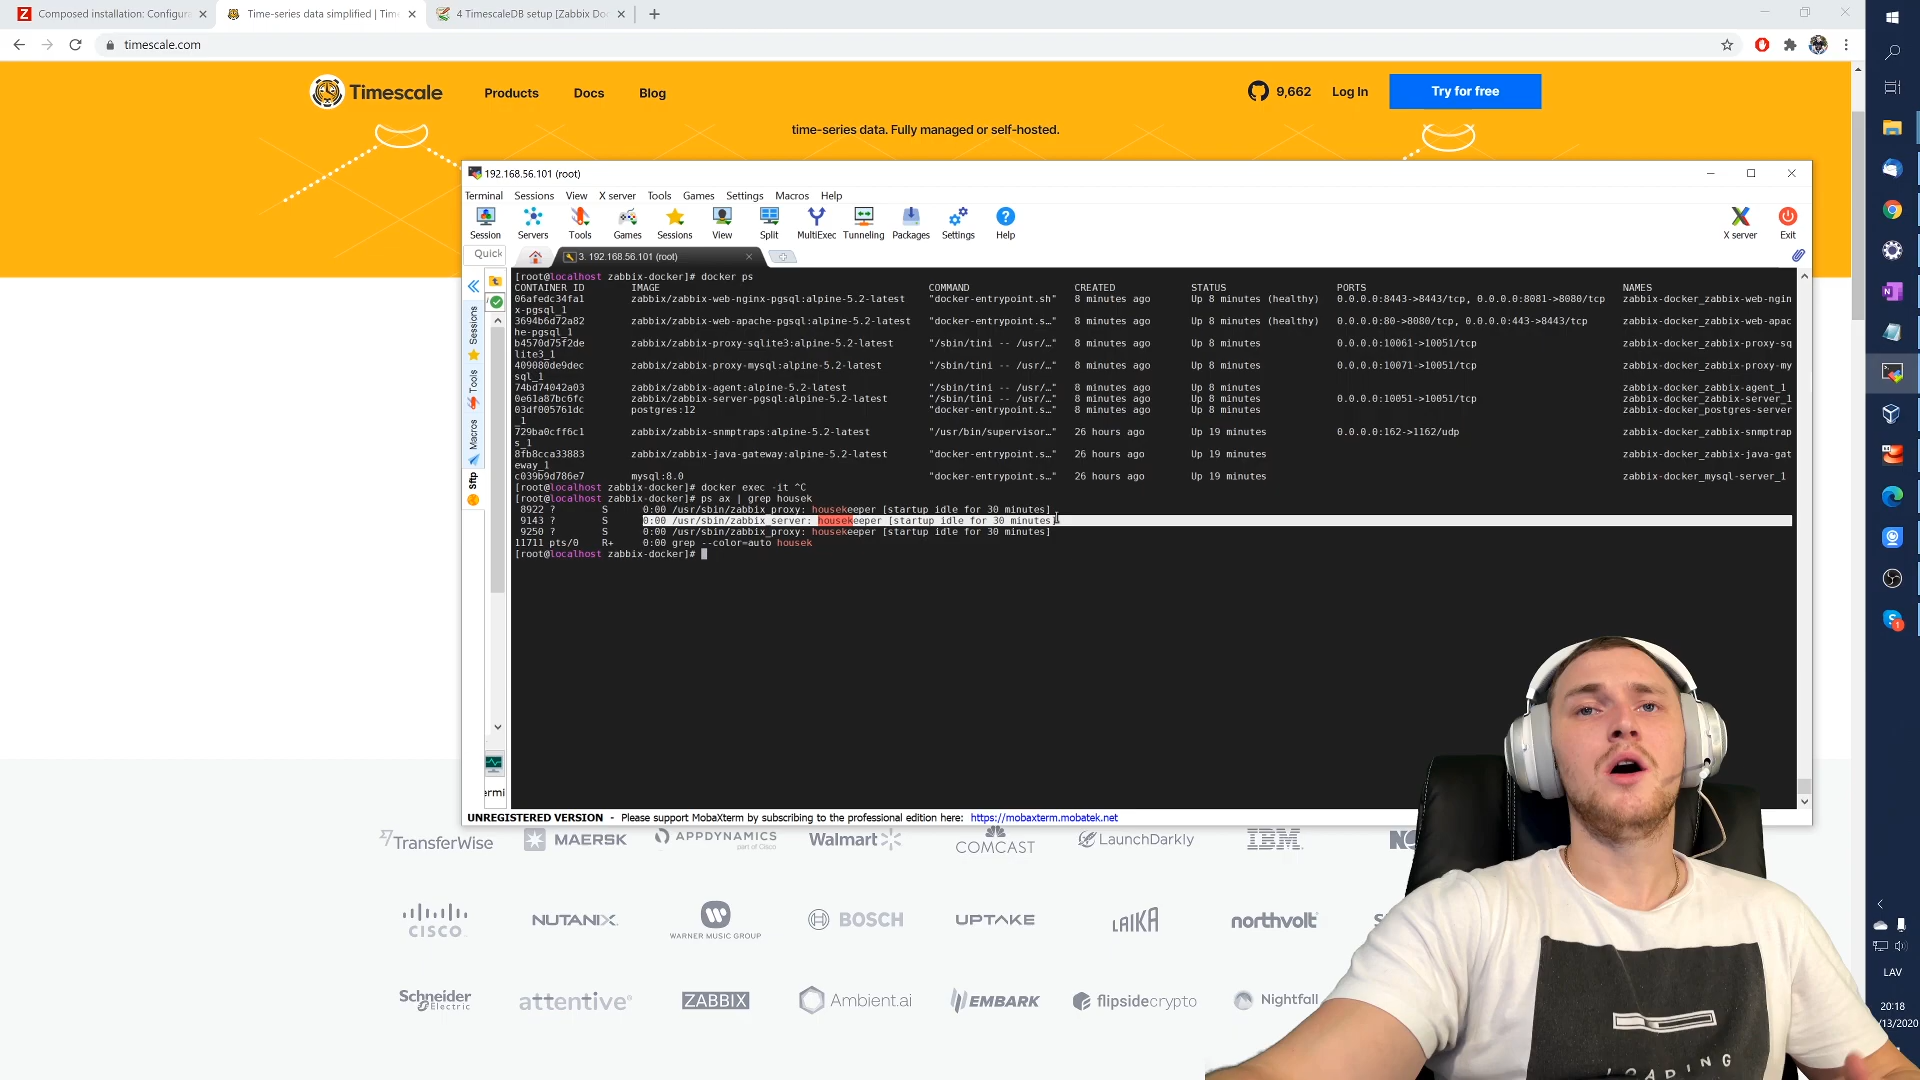 Composed installation: Configura
Time-series data simplified | Time
4 TimescaleDB setup [Zabbix Doc
timescale.com
Timescale
Products
Docs
Blog
9,662
Log In
Try for free
time-series data. Fully managed or self-hosted.
192.168.56.101 (root)
Terminal Sessions View X server Tools Games Settings Macros Help
Session Servers Tools Games Sessions View Split MultiExec Tunneling Packages Settings Help X server Exit
Quick
3. 192.168.56.101 (root)
Sessions
Tools
Macros
Sftp
[root@localhost zabbix-docker]# docker ps
CONTAINER ID IMAGE COMMAND CREATED STATUS PORTS NAMES
06afedc34fa1 zabbix/zabbix-web-nginx-pgsql:alpine-5.2-latest "docker-entrypoint.sh" 8 minutes ago Up 8 minutes (healthy) 0.0.0.0:8443->8443/tcp, 0.0.0.0:8081->8080/tcp zabbix-docker_zabbix-web-ngin
x-pgsql_1
3694b6d72a82 zabbix/zabbix-web-apache-pgsql:alpine-5.2-latest "docker-entrypoint.s…" 8 minutes ago Up 8 minutes (healthy) 0.0.0.0:80->8080/tcp, 0.0.0.0:443->8443/tcp zabbix-docker_zabbix-web-apac
he-pgsql_1
b4570d75f2de zabbix/zabbix-proxy-sqlite3:alpine-5.2-latest "/sbin/tini -- /usr/…" 8 minutes ago Up 8 minutes 0.0.0.0:10061->10051/tcp zabbix-docker_zabbix-proxy-sq
lite3_1
409080de9dec zabbix/zabbix-proxy-mysql:alpine-5.2-latest "/sbin/tini -- /usr/…" 8 minutes ago Up 8 minutes 0.0.0.0:10071->10051/tcp zabbix-docker_zabbix-proxy-my
sql_1
74bd74042a03 zabbix/zabbix-agent:alpine-5.2-latest "/sbin/tini -- /usr/…" 8 minutes ago Up 8 minutes zabbix-docker_zabbix-agent_1
0e61a87bc6fc zabbix/zabbix-server-pgsql:alpine-5.2-latest "/sbin/tini -- /usr/…" 8 minutes ago Up 8 minutes 0.0.0.0:10051->10051/tcp zabbix-docker_zabbix-server_1
03df005761dc postgres:12 "docker-entrypoint.s…" 8 minutes ago Up 8 minutes zabbix-docker_postgres-server
_1
729ba0cff6c1 zabbix/zabbix-snmptraps:alpine-5.2-latest "/usr/bin/supervisor…" 26 hours ago Up 19 minutes 0.0.0.0:162->1162/udp zabbix-docker_zabbix-snmptrap
s_1
8fb8cca33883 zabbix/zabbix-java-gateway:alpine-5.2-latest "docker-entrypoint.s…" 26 hours ago Up 19 minutes zabbix-docker_zabbix-java-gat
eway_1
c039b9d786e7 mysql:8.0 "docker-entrypoint.s…" 26 hours ago Up 19 minutes zabbix-docker_mysql-server_1
[root@localhost zabbix-docker]# docker exec -it ^C
[root@localhost zabbix-docker]# ps ax | grep housek
8922 ? S 0:00 /usr/sbin/zabbix_proxy: housekeeper [startup idle for 30 minutes]
9143 ? S 0:00 /usr/sbin/zabbix_server: housekeeper [startup idle for 30 minutes]
9250 ? S 0:00 /usr/sbin/zabbix_proxy: housekeeper [startup idle for 30 minutes]
11711 pts/0 R+ 0:00 grep --color=auto housek
[root@localhost zabbix-docker]#
ermi
UNREGISTERED VERSION - Please support MobaXterm by subscribing to the professional edition here: https://mobaxterm.mobatek.net
TransferWise MAERSK APPDYNAMICS Walmart COMCAST LaunchDarkly IBM
part of Cisco
CISCO NUTANIX WARNER MUSIC GROUP BOSCH UPTAKE LAIKA northvolt
Schneider Electric attentive ZABBIX Ambient.ai EMBARK flipsidecrypto Nightfall
LOADING
LAV
20:18
/13/2020